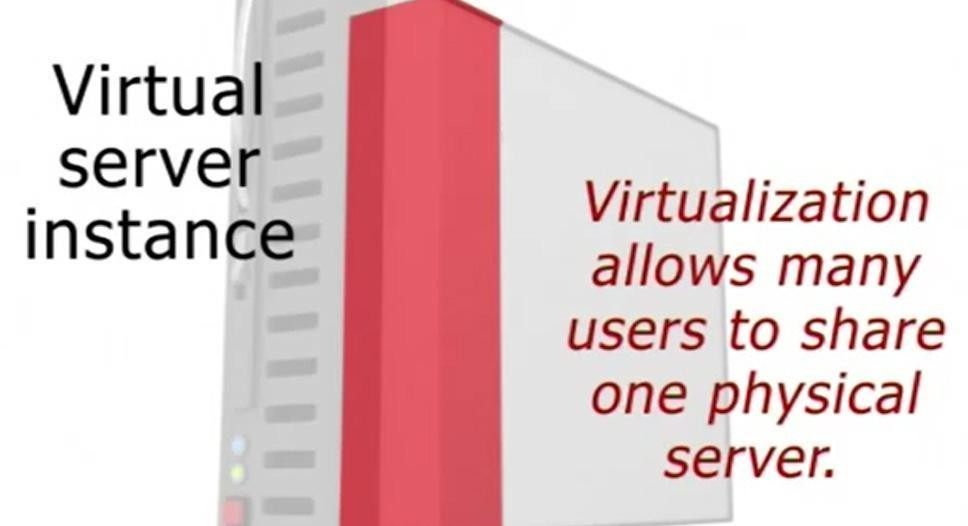 Virtual
server
instance
Virtualization
allows many
users to share
one physical
server.